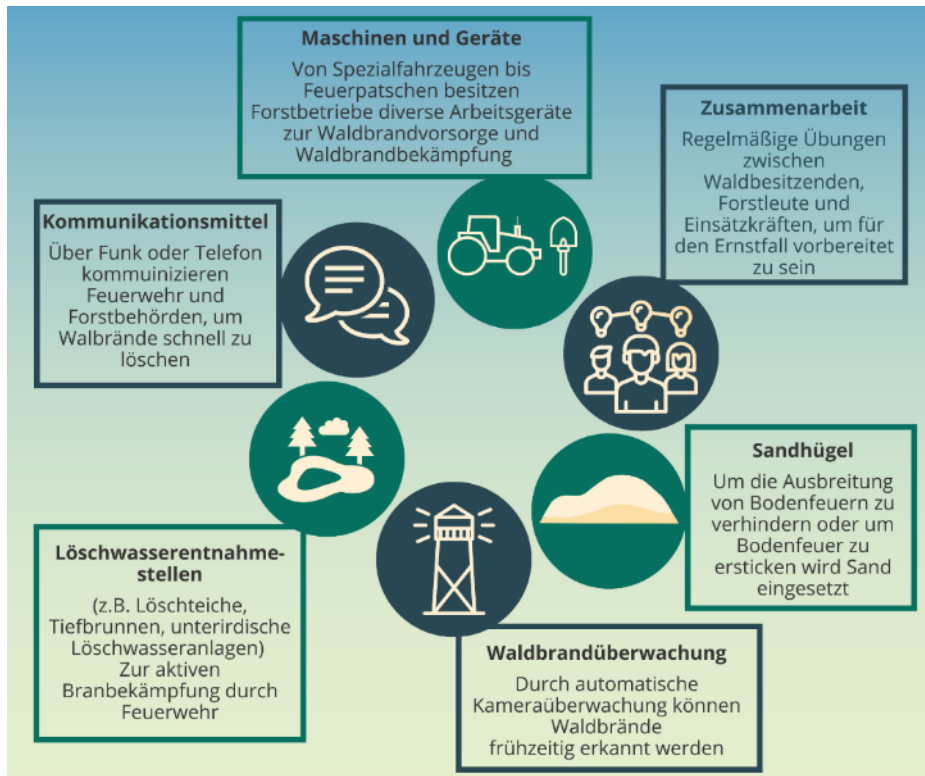 Maschinen und Geräte
Von Spezialfahrzeugen bis
Feuerpatschen besitzen
Forstbetriebe diverse Arbeitsgeräte
zur Waldbrandvorsorge und
Waldbrandbekämpfung
Zusammenarbeit
Regelmäßige Übungen
zwischen
Waldbesitzenden,
Forstleute und
Einsätzkräften, um für
den Ernstfall vorbereitet
zu sein
Kommunikationsmittel
Über Funk oder Telefon
kommuinizieren
Feuerwehr und
Forstbehörden, um
Walbrände schnell zu
löschen
Sandhügel
Um die Ausbreitung
von Bodenfeuern zu
verhindern oder um
Bodenfeuer zu
ersticken wird Sand
eingesetzt
Löschwasserentnahme-
stellen
(z.B. Löschteiche,
Tiefbrunnen, unterirdische
Löschwasseranlagen)
Zur aktiven
Branbekämpfung durch
Feuerwehr
Waldbrandüberwachung
Durch automatische
Kameraüberwachung können
Waldbrände
frühzeitig erkannt werden